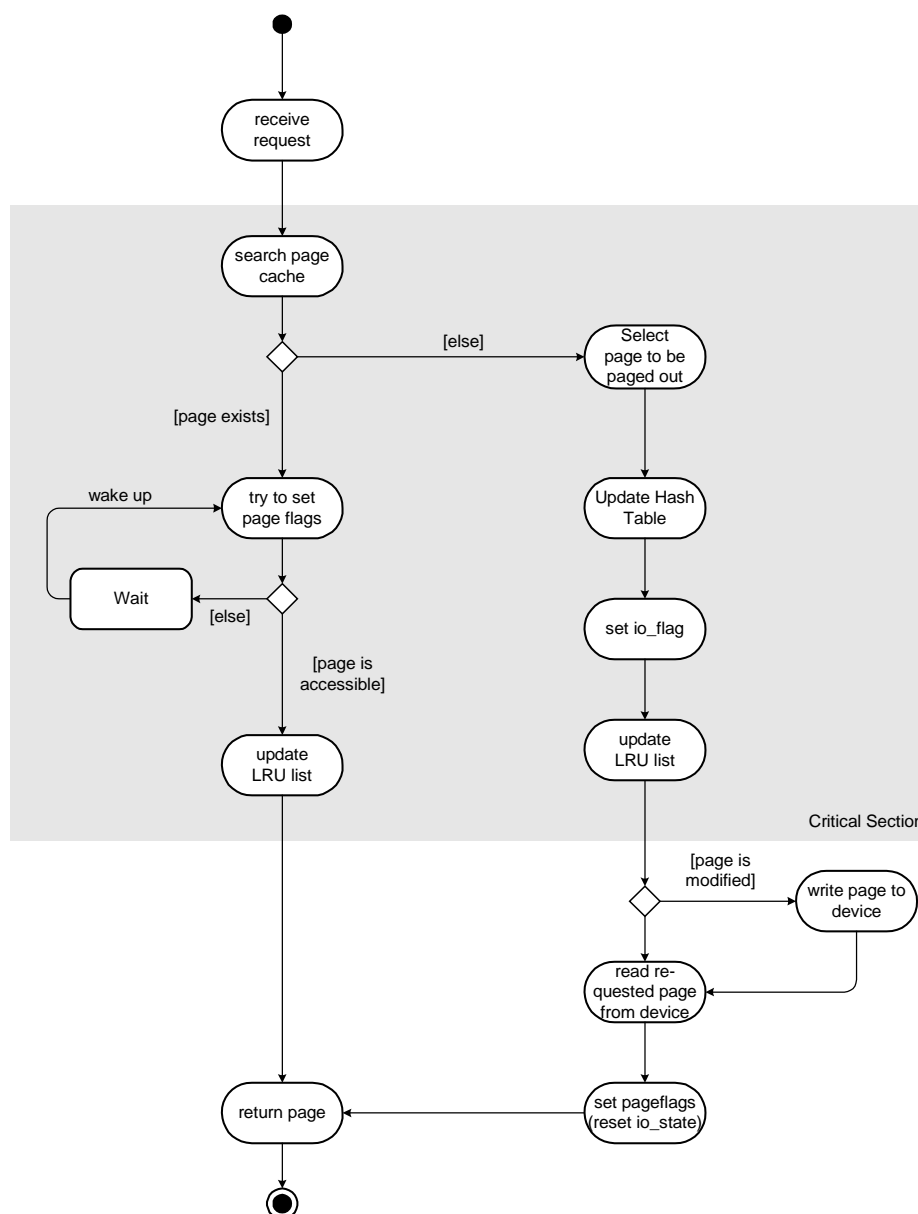 receive
request
search page
cache
[else]
Select
page to be
paged out
[page exists]
wake up
try to set
page flags
Update Hash
Table
Wait
[else]
set io_flag
[page is
accessible]
update
LRU list
update
LRU list
Critical Section
[page is
modified]
write page to
device
read re-
quested page
from device
return page
set pageflags
(reset io_state)